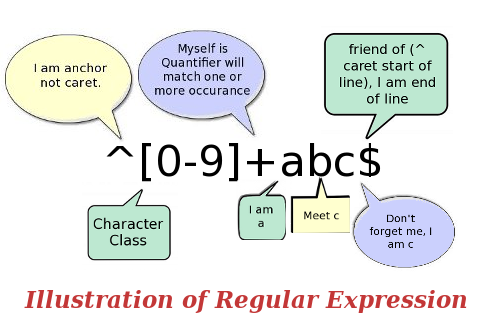 I am anchor
not caret.
Myself is
Quantifier will
match one or
more occurance
friend of (^
caret start of
line), I am end
of line
^[0-9]+abc$
Character
Class
I am
a
Meet c
Don't
forget me, I
am c
Illustration of Regular Expression